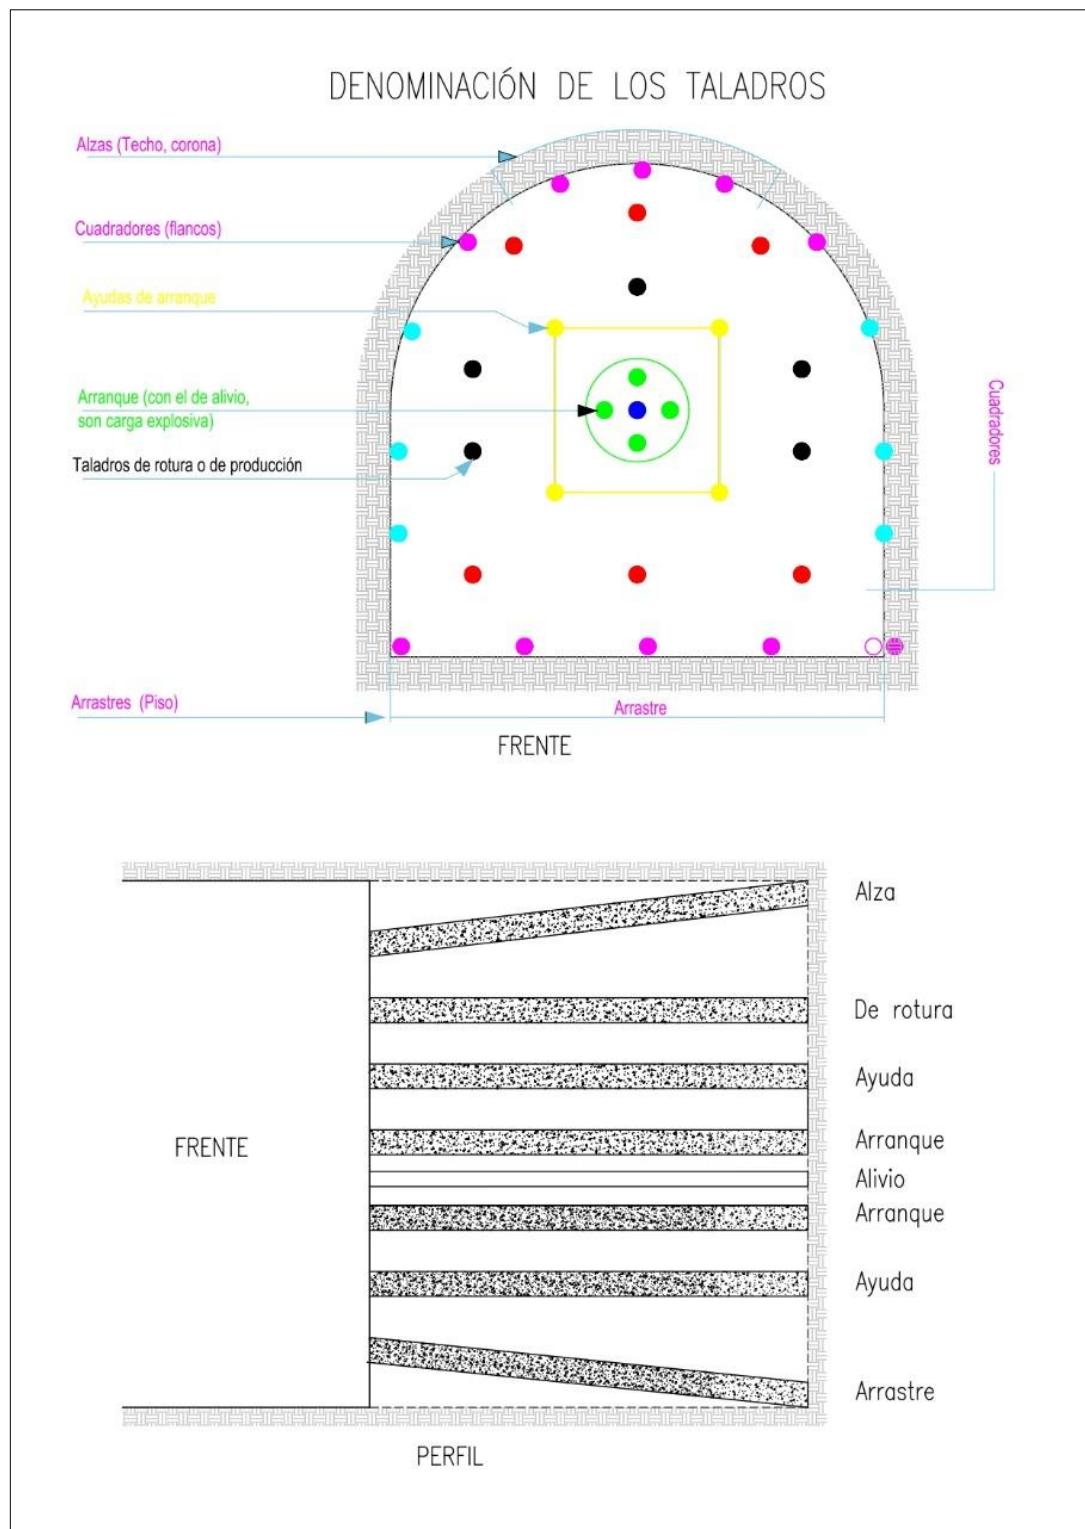 DENOMINACIÓN DE LOS TALADROS
Alzas (Techo, corona)
Cuadradores (flancos)
Ayudas de arranque
Arranque (con el de alivio,
son carga explosiva)
Taladros de rotura o de producción
Cuadradores
Arrastres (Piso)
Arrastre
FRENTE
Alza
De rotura
Ayuda
FRENTE
Arranque
Alivio
Arranque
Ayuda
Arrastre
PERFIL